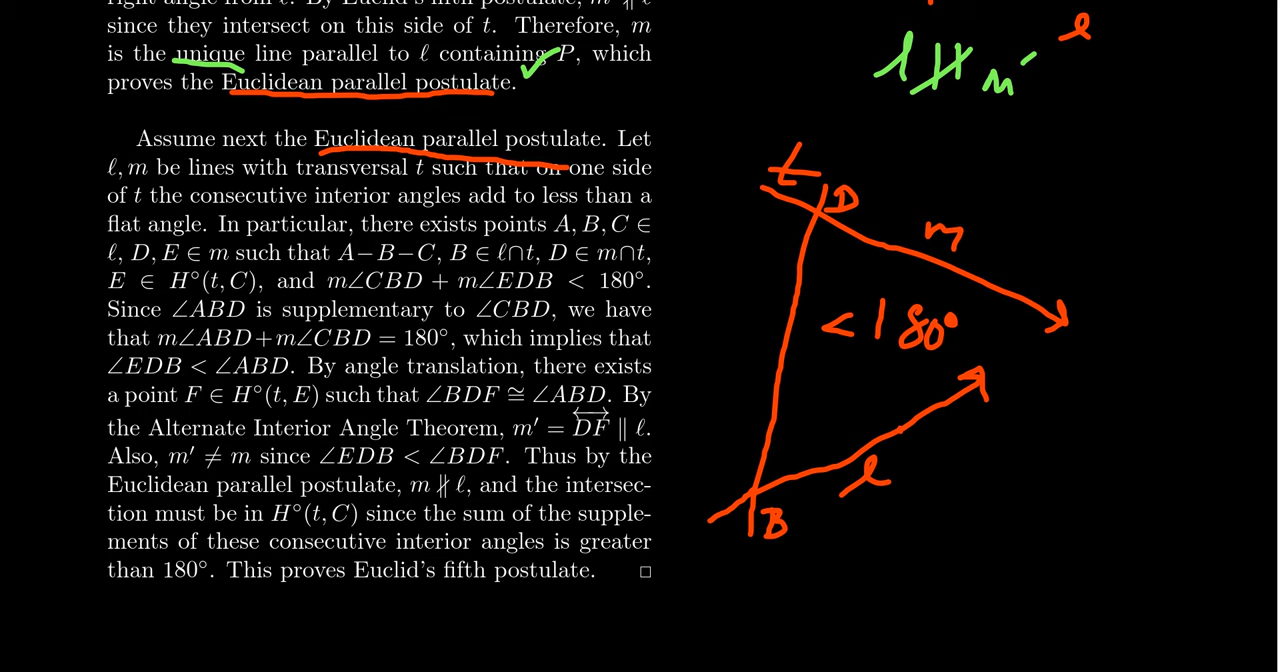 right angle from ℓ. By Euclid's fifth postulate, m′ ∦ ℓ
since they intersect on this side of t. Therefore, m
is the unique line parallel to ℓ containing P, which
proves the Euclidean parallel postulate.
Assume next the Euclidean parallel postulate. Let
ℓ, m be lines with transversal t such that on one side
of t the consecutive interior angles add to less than a
flat angle. In particular, there exists points A, B, C ∈
ℓ, D, E ∈ m such that A−B−C, B ∈ ℓ∩t, D ∈ m∩t,
E ∈ H°(t, C), and m∠CBD + m∠EDB < 180°.
Since ∠ABD is supplementary to ∠CBD, we have
that m∠ABD+m∠CBD = 180°, which implies that
∠EDB < ∠ABD. By angle translation, there exists
a point F ∈ H°(t, E) such that ∠BDF ≅ ∠ABD. By
the Alternate Interior Angle Theorem, m′ = DF ∥ ℓ.
Also, m′ ≠ m since ∠EDB < ∠BDF. Thus by the
Euclidean parallel postulate, m ∦ ℓ, and the intersec-
tion must be in H°(t, C) since the sum of the supple-
ments of these consecutive interior angles is greater
than 180°. This proves Euclid's fifth postulate. □
ℓ
ℓ ∦ m′
t
D
m
< 180°
ℓ
B